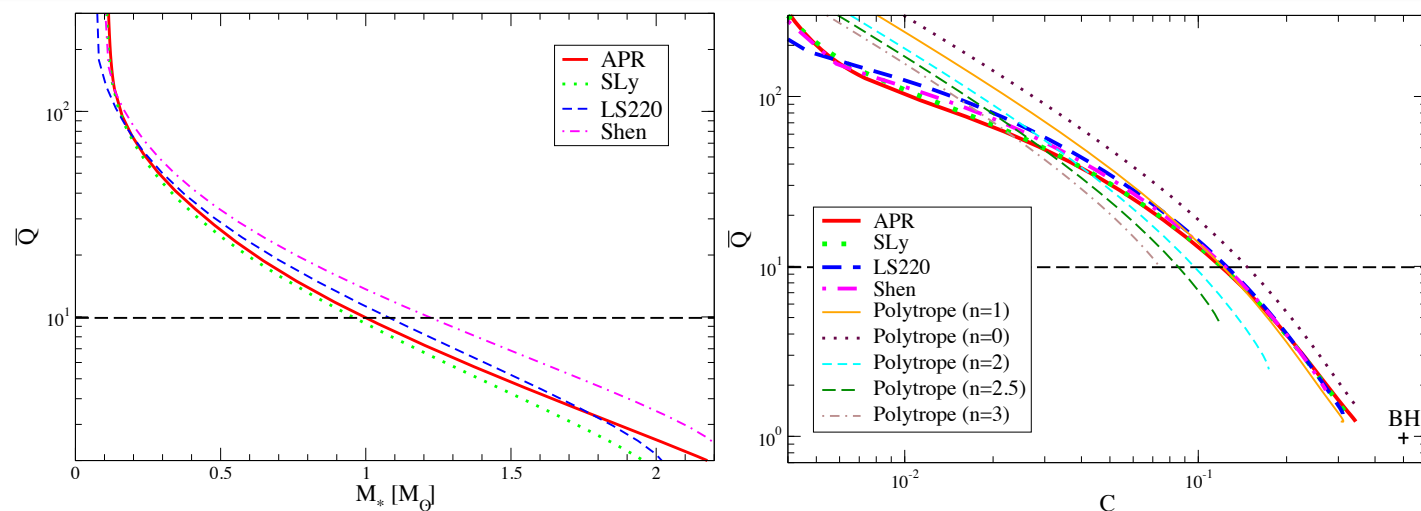 APR
SLy
LS220
Shen
10²
10¹
Q̅
0
0.5
1
1.5
2
M* [M⊙]
10²
10¹
10⁰
Q̅
APR
SLy
LS220
Shen
Polytrope (n=1)
Polytrope (n=0)
Polytrope (n=2)
Polytrope (n=2.5)
Polytrope (n=3)
BH
10⁻²
10⁻¹
C